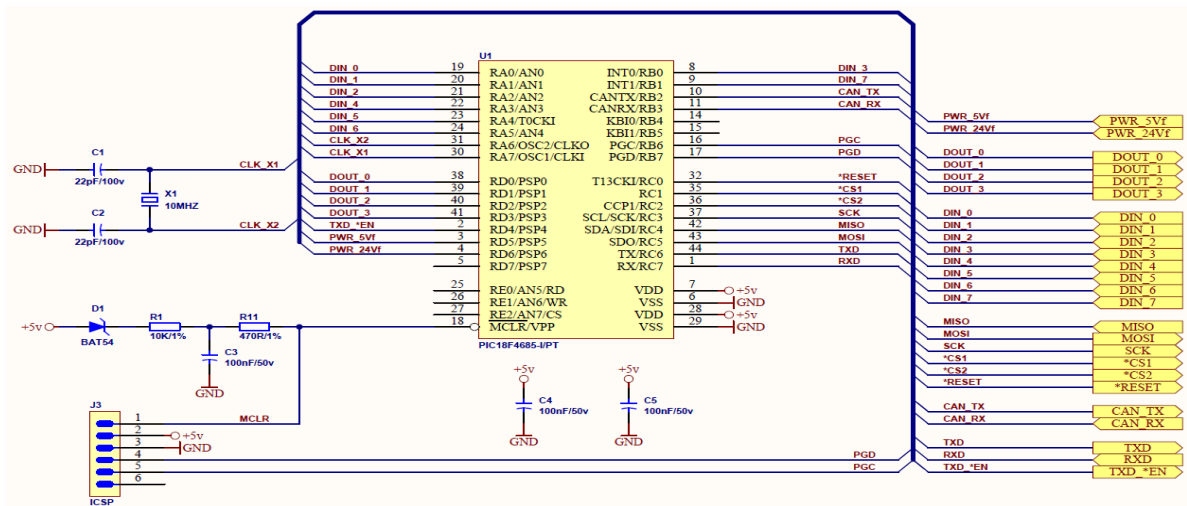 U1
DIN_0 19 RA0/AN0 INT0/RB0 8 DIN_3
DIN_1 20 RA1/AN1 INT1/RB1 9 DIN_7
DIN_2 21 RA2/AN2 CANTX/RB2 10 CAN_TX
DIN_4 22 RA3/AN3 CANRX/RB3 11 CAN_RX
DIN_5 23 RA4/T0CKI KBI0/RB4 14
DIN_6 24 RA5/AN4 KBI1/RB5 15
CLK_X2 31 RA6/OSC2/CLKO PGC/RB6 16 PGC
CLK_X1 30 RA7/OSC1/CLKI PGD/RB7 17 PGD
DOUT_0 38 RD0/PSP0 T13CKI/RC0 32 *RESET
DOUT_1 39 RD1/PSP1 RC1 35 *CS1
DOUT_2 40 RD2/PSP2 CCP1/RC2 36 *CS2
DOUT_3 41 RD3/PSP3 SCL/SCK/RC3 37 SCK
TXD_*EN 2 RD4/PSP4 SDA/SDI/RC4 42 MISO
PWR_5Vf 3 RD5/PSP5 SDO/RC5 43 MOSI
PWR_24Vf 4 RD6/PSP6 TX/RC6 44 TXD
5 RD7/PSP7 RX/RC7 1 RXD
25 RE0/AN5/RD VDD 7 +5v
26 RE1/AN6/WR VSS 6 GND
27 RE2/AN7/CS VDD 28 +5v
18 MCLR/VPP VSS 29 GND
PIC18F4685-I/PT
C1
GND CLK_X1
22pF/100v
X1
10MHZ
C2
GND CLK_X2
22pF/100v
D1 R1 R11
+5v
BAT54 10K/1% 470R/1%
C3
100nF/50v
GND
+5v +5v
C4 C5
100nF/50v 100nF/50v
GND GND
J3
1 MCLR
2 +5v
3 GND
4 PGD
5 PGC
6
ICSP
PWR_5Vf PWR_5Vf
PWR_24Vf PWR_24Vf
DOUT_0 DOUT_0
DOUT_1 DOUT_1
DOUT_2 DOUT_2
DOUT_3 DOUT_3
DIN_0 DIN_0
DIN_1 DIN_1
DIN_2 DIN_2
DIN_3 DIN_3
DIN_4 DIN_4
DIN_5 DIN_5
DIN_6 DIN_6
DIN_7 DIN_7
MISO MISO
MOSI MOSI
SCK SCK
*CS1 *CS1
*CS2 *CS2
*RESET *RESET
CAN_TX CAN_TX
CAN_RX CAN_RX
TXD TXD
RXD RXD
TXD_*EN TXD_*EN